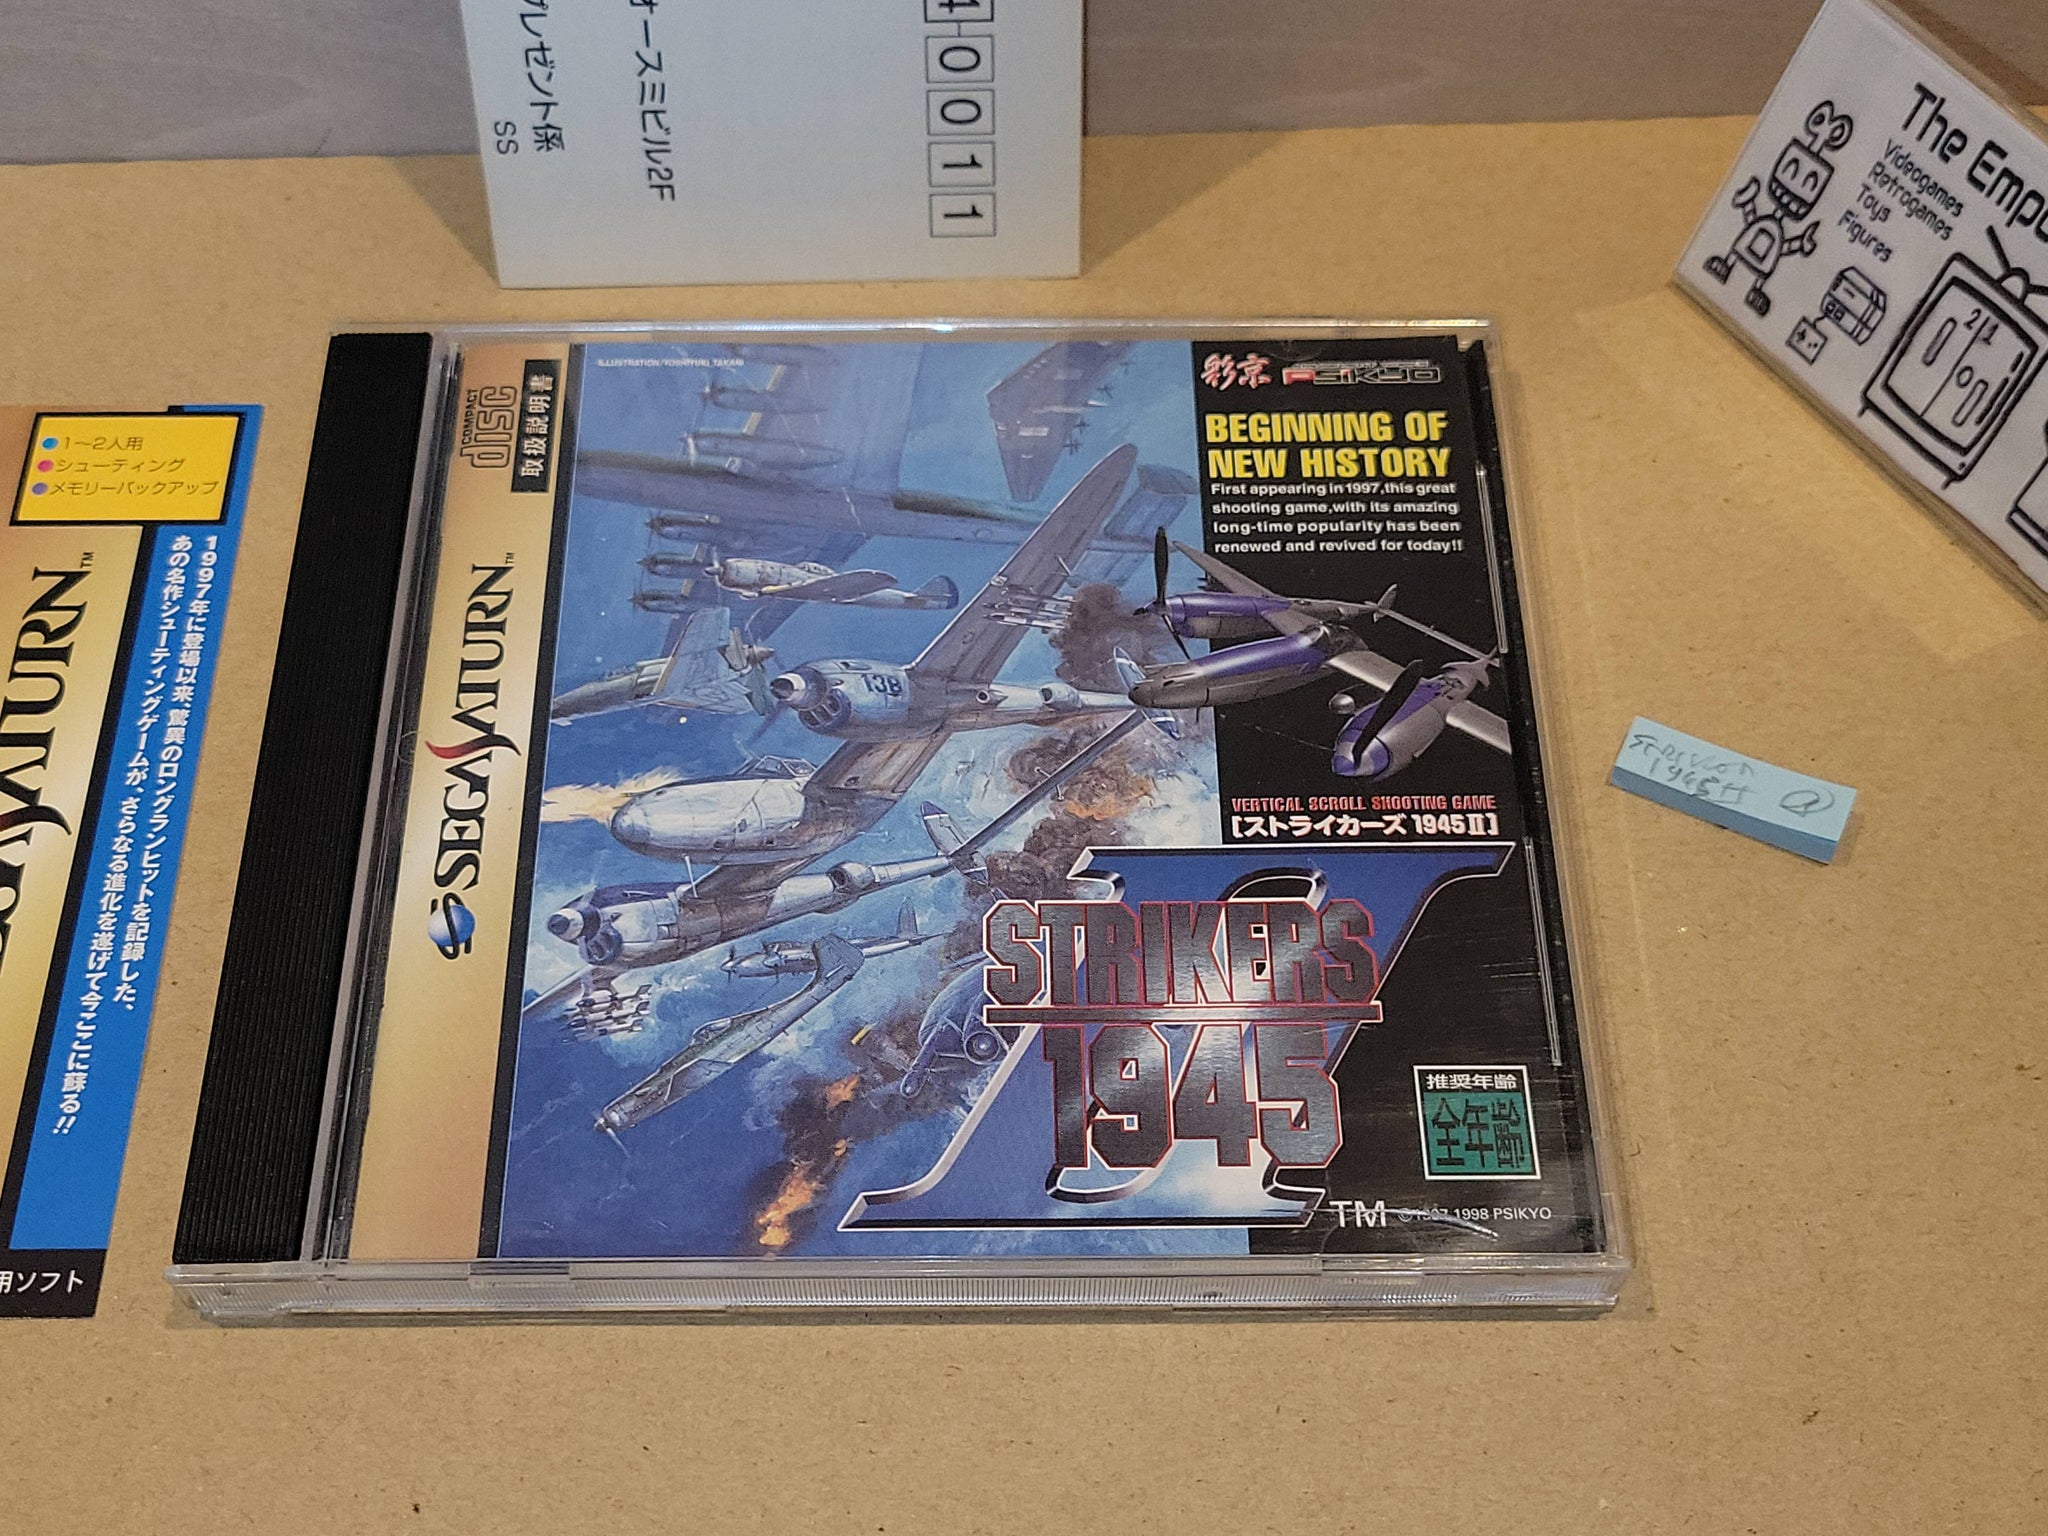 4-0011
オースミビル2F
プレゼント係
SS
The Empo
Videogames
Retrogames
Toys
Figures
1～2人用
シューティング
メモリーバックアップ
1997年に登場以来、驚異のロングランヒットを記録した、
あの名作シューティングゲームが、さらなる進化を遂げて今ここに蘇る!!
SATURN™
用ソフト
COMPACT
disc
取扱説明書
SEGA SATURN™
ILLUSTRATION/YOSHIYUKI TAKANI
138
彩京 PSIKYO
BEGINNING OF
NEW HISTORY
First appearing in 1997,this great
shooting game,with its amazing
long-time popularity has been
renewed and revived for today!!
VERTICAL SCROLL SHOOTING GAME
[ストライカーズ 1945Ⅱ]
STRIKERS
1945
II
推奨年齢
全年齢
TM ©1997,1998 PSIKYO
1945 II